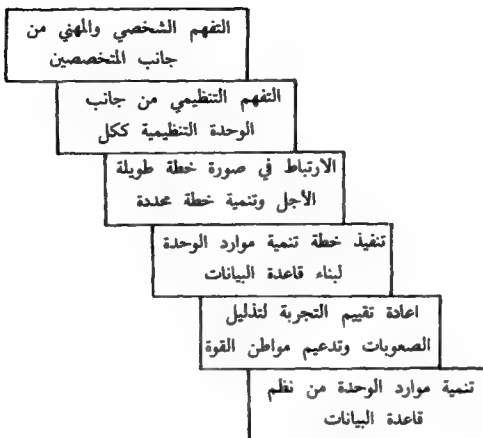 التفهم الشخصي والمهني من
جانب المتخصصين
التفهم التنظيمي من جانب
الوحدة التنظيمية ككل
الارتباط في صورة خطة طويلة
الأجل وتنمية خطة محددة
تنفيذ خطة تنمية موارد الوحدة
لبناء قاعدة البيانات
اعادة تقييم التجربة لتذليل
الصعوبات وتدعيم مواطن القوة
تنمية موارد الوحدة من نظم
قاعدة البيانات